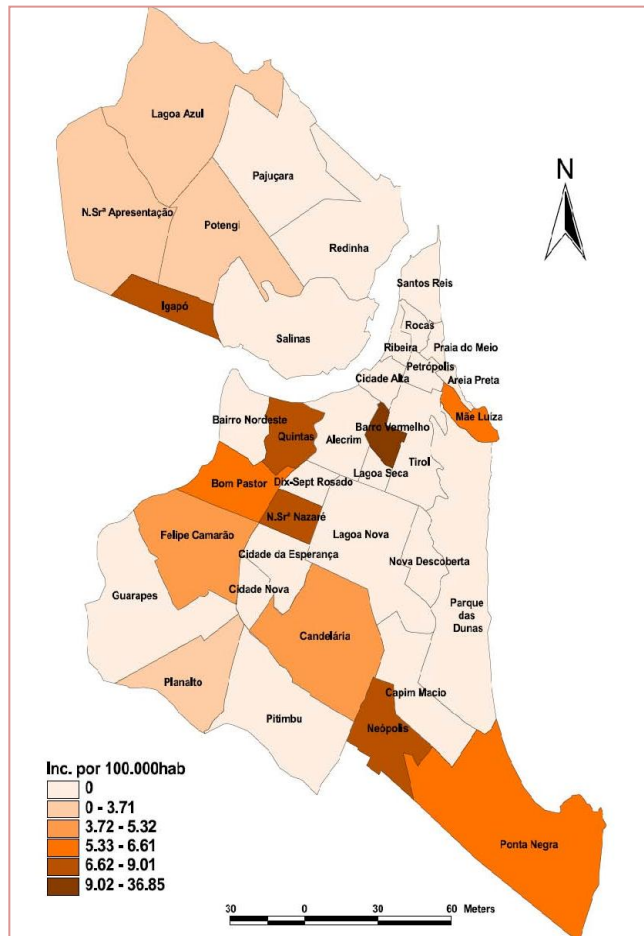 Lagoa Azul
Pajuçara
N.Srª Apresentação
Potengi
Redinha
N
Igapó
Salinas
Santos Reis
Rocas
Ribeira
Praia do Meio
Petrópolis
Cidade Alta
Areia Preta
Mãe Luiza
Bairro Nordeste
Quintas
Alecrim
Barro Vermelho
Tirol
Lagoa Seca
Bom Pastor
Dix-Sept Rosado
N.Srª Nazaré
Felipe Camarão
Lagoa Nova
Cidade da Esperança
Nova Descoberta
Guarapes
Cidade Nova
Parque
das
Dunas
Candelária
Planalto
Capim Macio
Pitimbu
Neópolis
Ponta Negra
Inc. por 100.000hab
0
0 - 3.71
3.72 - 5.32
5.33 - 6.61
6.62 - 9.01
9.02 - 36.85
30 0 30 60 Meters